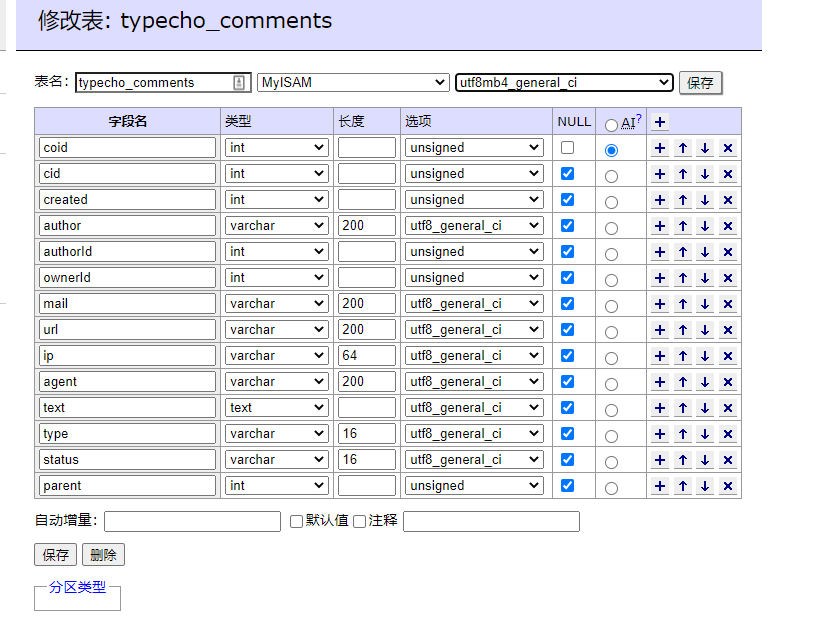 修改表: typecho_comments
表名: typecho_comments MyISAM utf8mb4_general_ci 保存
字段名 类型 长度 选项 NULL AI?
coid int unsigned
cid int unsigned
created int unsigned
author varchar 200 utf8_general_ci
authorId int unsigned
ownerId int unsigned
mail varchar 200 utf8_general_ci
url varchar 200 utf8_general_ci
ip varchar 64 utf8_general_ci
agent varchar 200 utf8_general_ci
text text utf8_general_ci
type varchar 16 utf8_general_ci
status varchar 16 utf8_general_ci
parent int unsigned
自动增量: 默认值 注释
保存 删除
分区类型